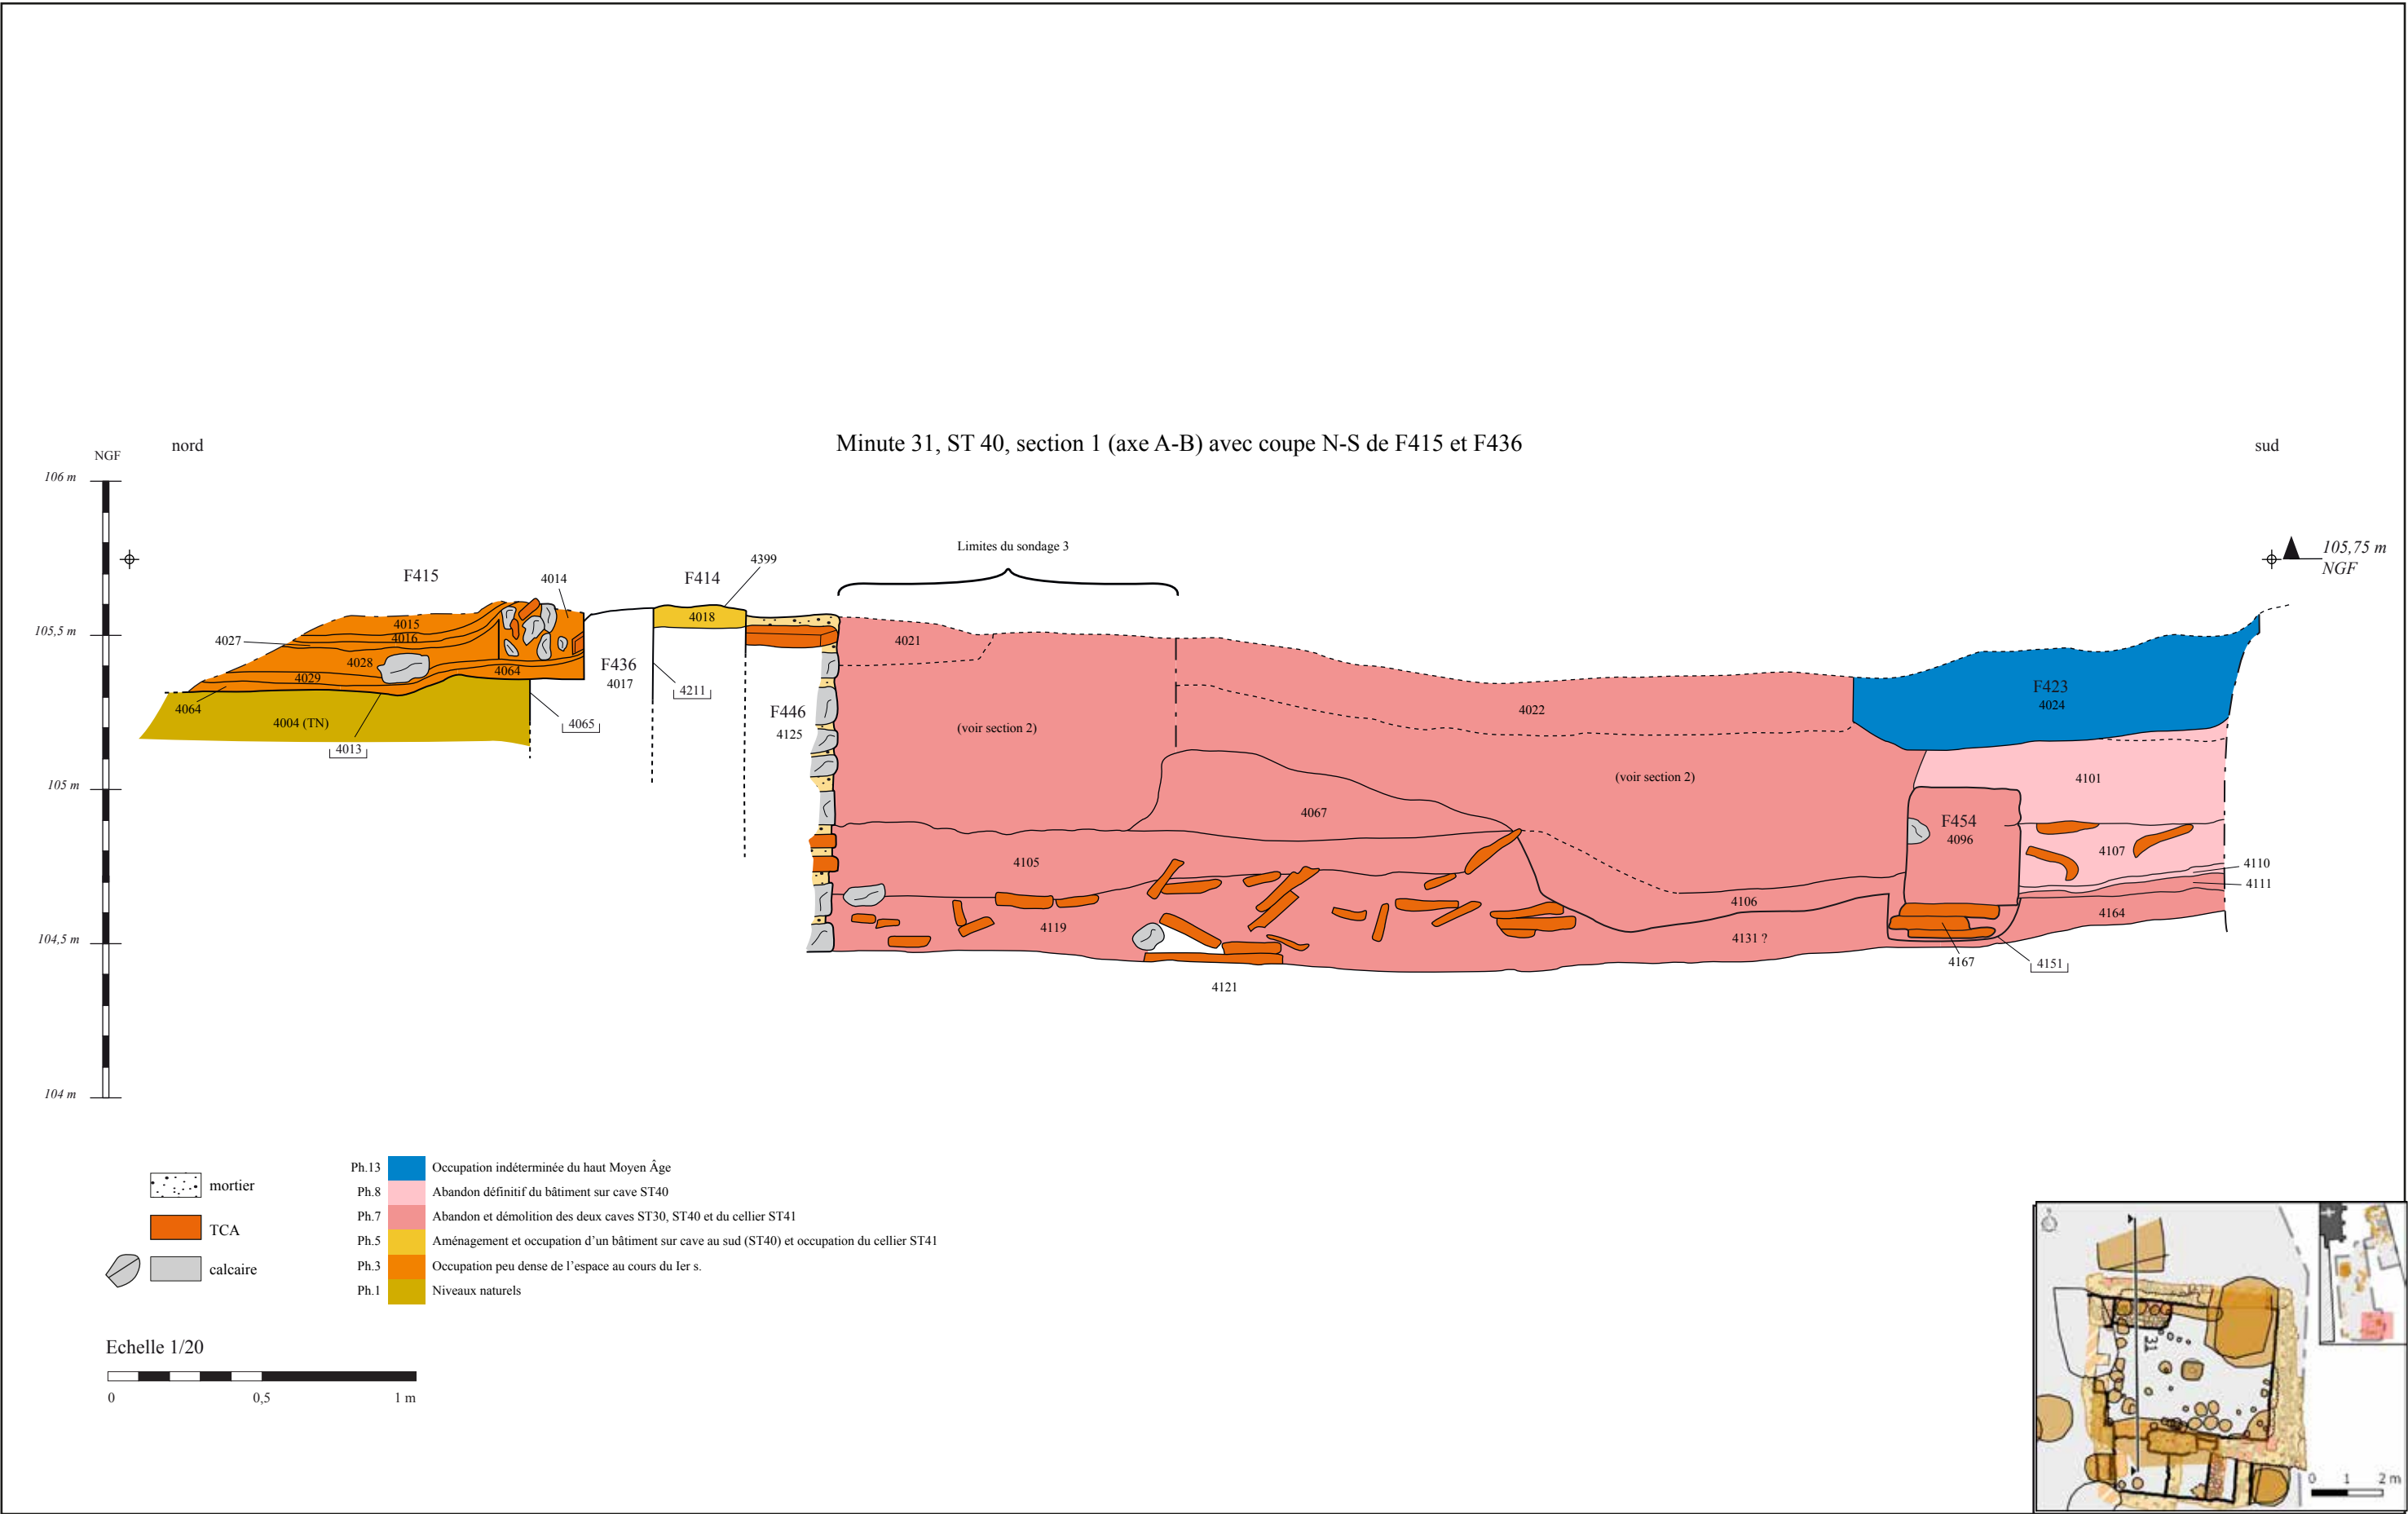 Minute 31, ST 40, section 1 (axe A-B) avec coupe N-S de F415 et F436
nord
sud
NGF
106 m
105,5 m
105 m
104,5 m
104 m
105,75 m
NGF
Limites du sondage 3
F415
4014
F414
4399
4015
4016
4027
4028
4029
4064
4064
4004 (TN)
4013
4065
F436
4017
4211
4018
F446
4125
4021
(voir section 2)
4022
(voir section 2)
4067
4105
4119
4121
4106
4131 ?
F423
4024
4101
F454
4096
4107
4110
4111
4164
4167
4151
mortier
TCA
calcaire
Ph.13 Occupation indéterminée du haut Moyen Âge
Ph.8 Abandon définitif du bâtiment sur cave ST40
Ph.7 Abandon et démolition des deux caves ST30, ST40 et du cellier ST41
Ph.5 Aménagement et occupation d’un bâtiment sur cave au sud (ST40) et occupation du cellier ST41
Ph.3 Occupation peu dense de l’espace au cours du Ier s.
Ph.1 Niveaux naturels
Echelle 1/20
0 0,5 1 m
31
0 1 2 m